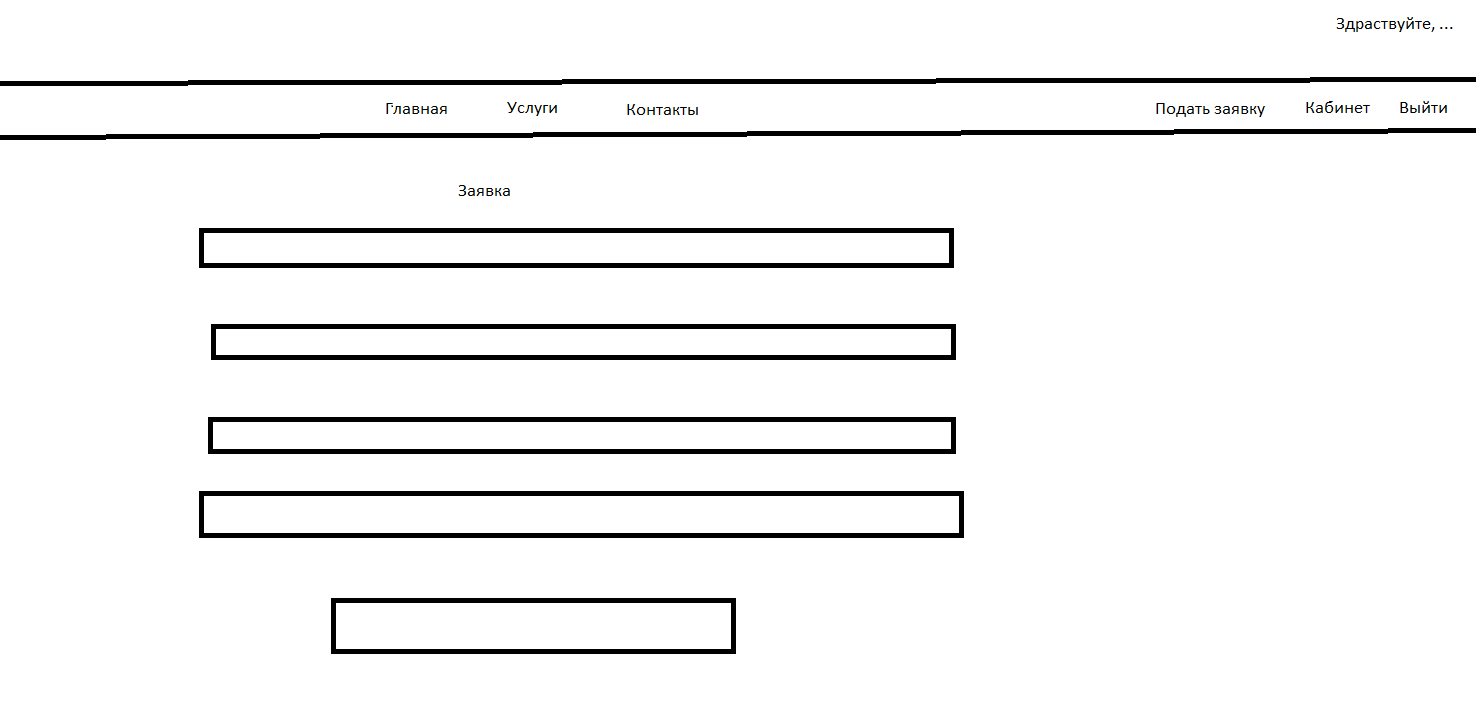 Здраствуйте, ...
Главная Услуги Контакты Подать заявку Кабинет Выйти
Заявка